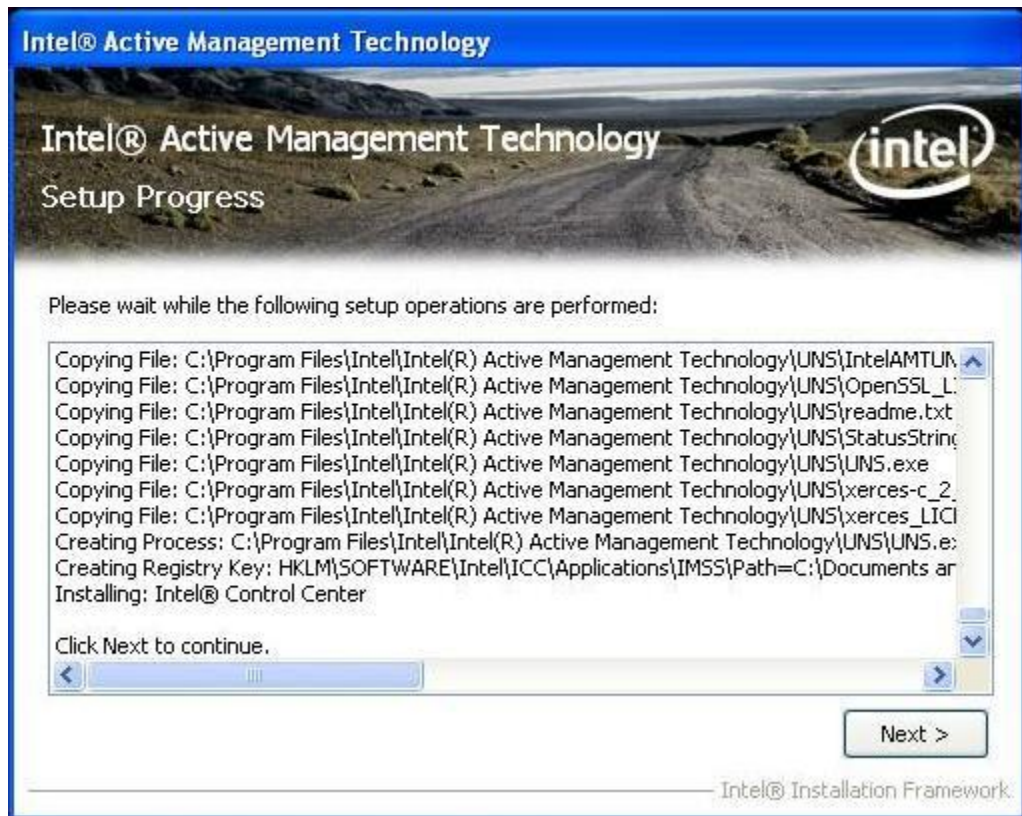 Intel® Active Management Technology
Intel® Active Management Technology
intel
Setup Progress
Please wait while the following setup operations are performed:
Copying File: C:\Program Files\Intel\Intel(R) Active Management Technology\UNS\IntelAMTUN
Copying File: C:\Program Files\Intel\Intel(R) Active Management Technology\UNS\OpenSSL_LI
Copying File: C:\Program Files\Intel\Intel(R) Active Management Technology\UNS\readme.txt
Copying File: C:\Program Files\Intel\Intel(R) Active Management Technology\UNS\StatusString
Copying File: C:\Program Files\Intel\Intel(R) Active Management Technology\UNS\UNS.exe
Copying File: C:\Program Files\Intel\Intel(R) Active Management Technology\UNS\xerces-c_2_
Copying File: C:\Program Files\Intel\Intel(R) Active Management Technology\UNS\xerces_LICI
Creating Process: C:\Program Files\Intel\Intel(R) Active Management Technology\UNS\UNS.ex
Creating Registry Key: HKLM\SOFTWARE\Intel\ICC\Applications\IMSS\Path=C:\Documents an
Installing: Intel® Control Center
Click Next to continue.
Next >
Intel® Installation Framework